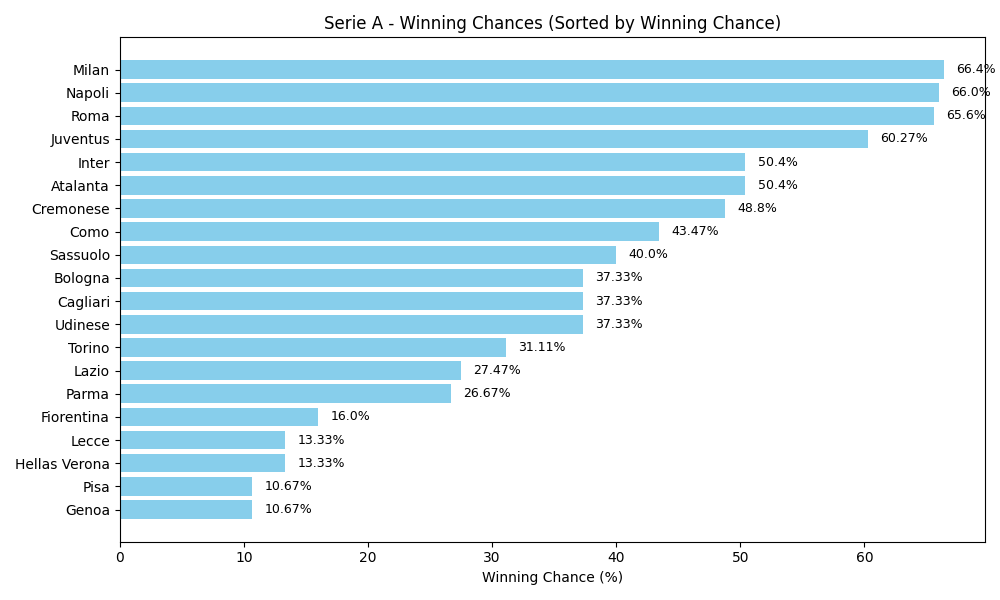 Serie A - Winning Chances (Sorted by Winning Chance)
Milan 66.4%
Napoli 66.0%
Roma 65.6%
Juventus 60.27%
Inter 50.4%
Atalanta 50.4%
Cremonese 48.8%
Como 43.47%
Sassuolo 40.0%
Bologna 37.33%
Cagliari 37.33%
Udinese 37.33%
Torino 31.11%
Lazio 27.47%
Parma 26.67%
Fiorentina 16.0%
Lecce 13.33%
Hellas Verona 13.33%
Pisa 10.67%
Genoa 10.67%
0 10 20 30 40 50 60
Winning Chance (%)